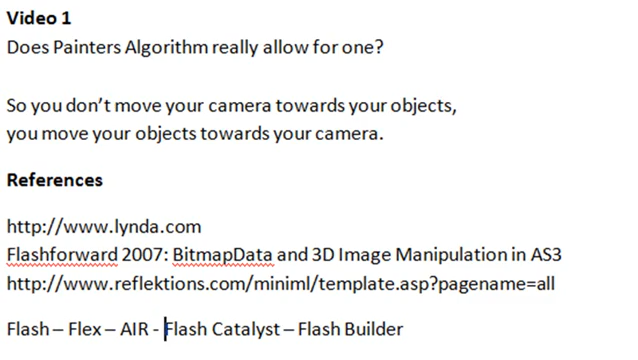 Video 1
Does Painters Algorithm really allow for one?
So you don't move your camera towards your objects,
you move your objects towards your camera.
References
http://www.lynda.com
Flashforward 2007: BitmapData and 3D Image Manipulation in AS3
http://www.reflektions.com/miniml/template.asp?pagename=all
Flash – Flex – AIR - Flash Catalyst – Flash Builder